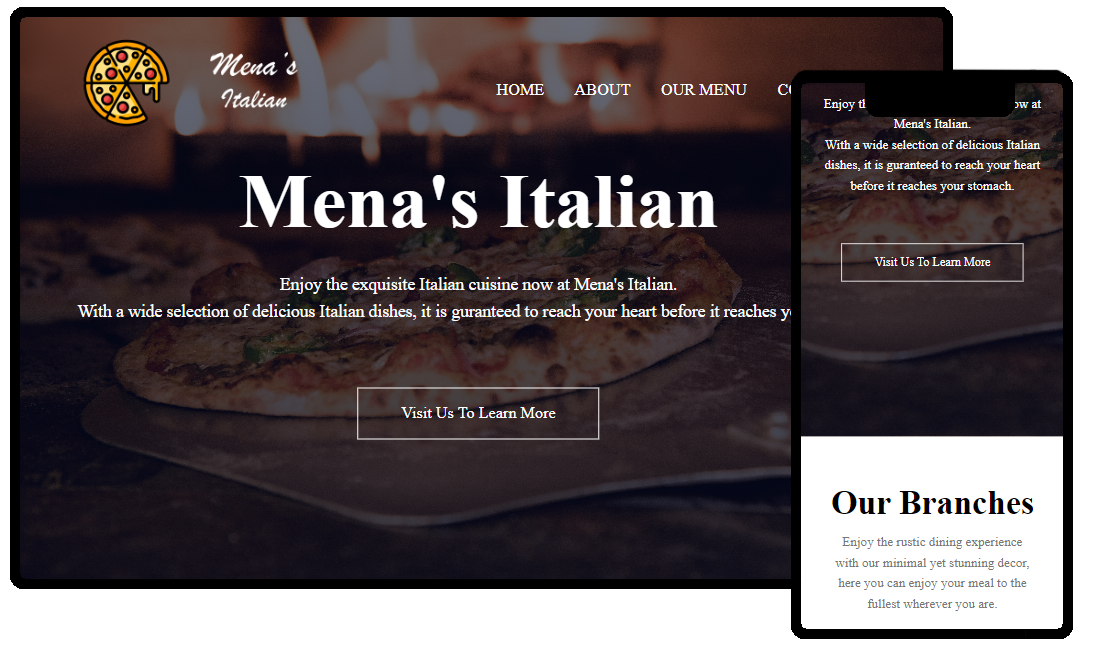 Mena's
Italian
HOME ABOUT OUR MENU
Mena's Italian
Enjoy the exquisite Italian cuisine now at Mena's Italian.
With a wide selection of delicious Italian dishes, it is guranteed to reach your heart before it reaches
Visit Us To Learn More
Enjoy ow at
Mena's Italian.
With a wide selection of delicious Italian
dishes, it is guranteed to reach your heart
before it reaches your stomach.
Visit Us To Learn More
Our Branches
Enjoy the rustic dining experience
with our minimal yet stunning decor,
here you can enjoy your meal to the
fullest wherever you are.